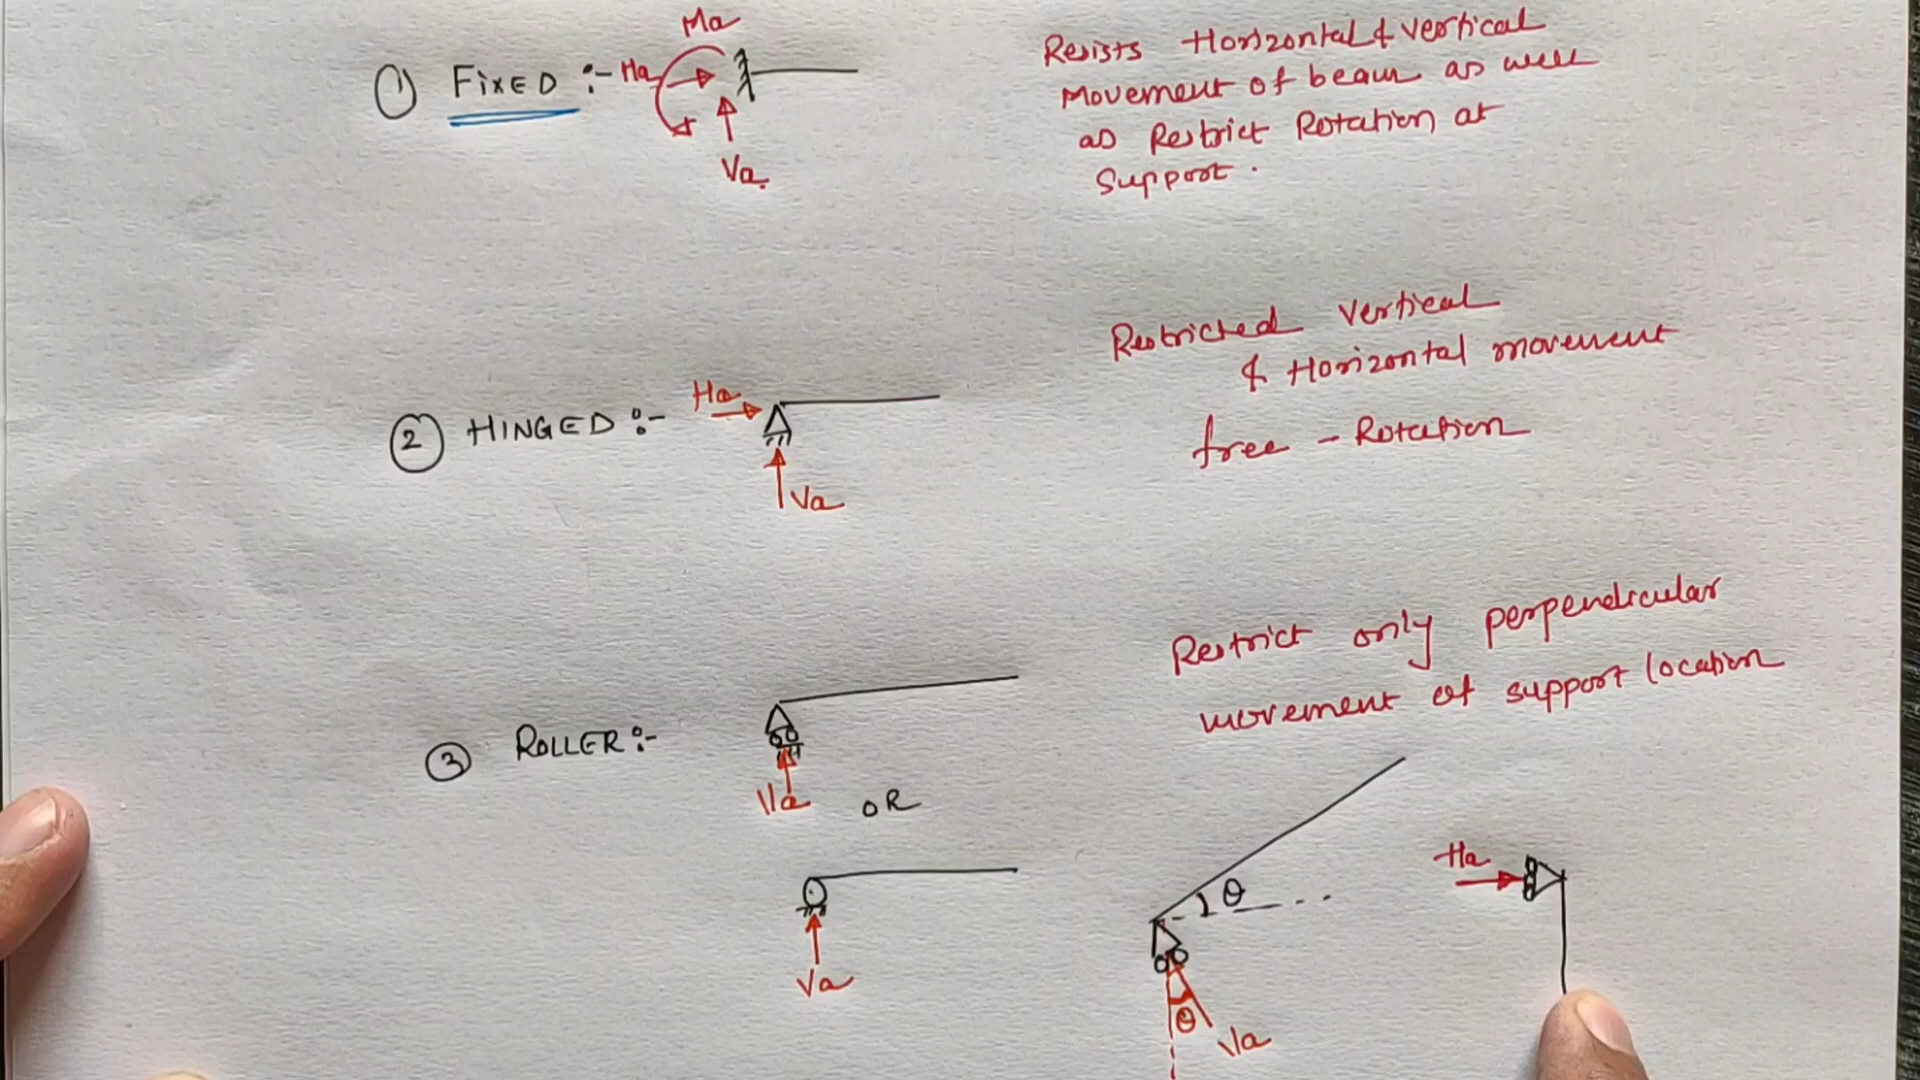 Ma
① FIXED :- Ha
Va
Resists Horizontal & vertical
Movement of beam as well
as Restrict Rotation at
Support.
Restricted vertical
& Horizontal movement
free - Rotation
② HINGED :- Ha
Va
Restrict only perpendicular
movement at support location
③ ROLLER :-
Va
OR
Va
θ
θ
Va
Ha